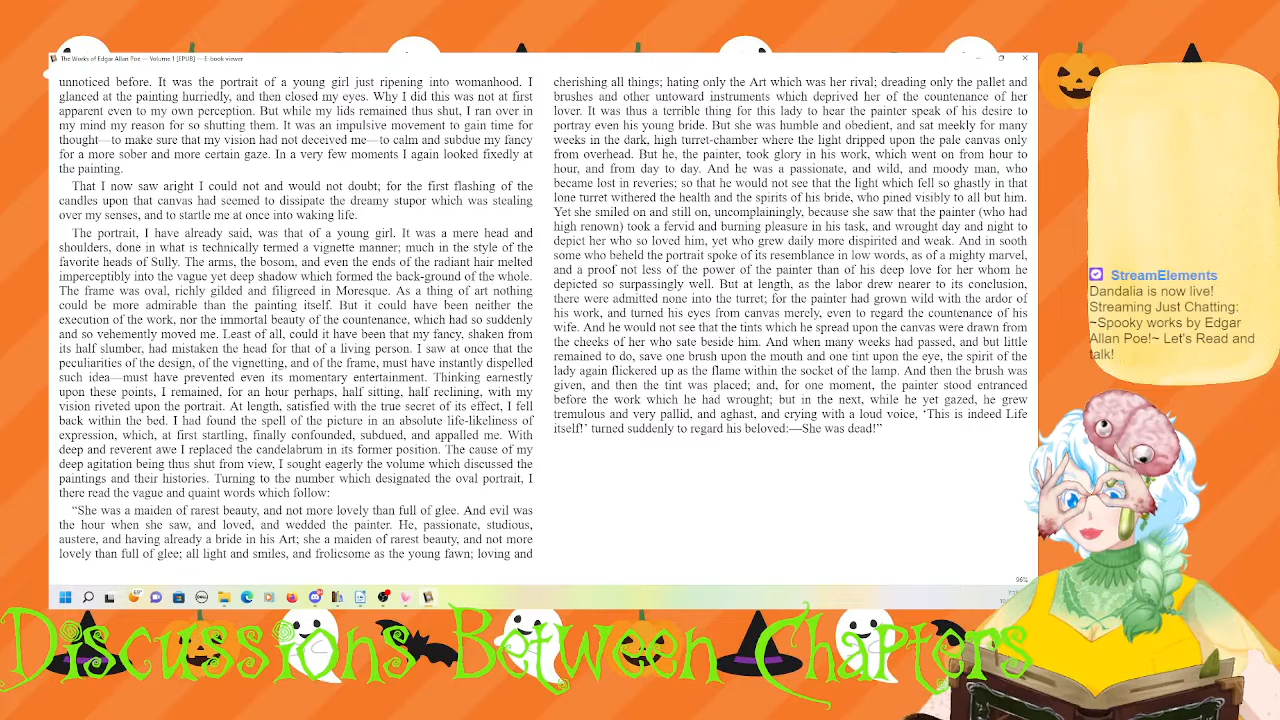 The Works of Edgar Allan Poe — Volume 1 [EPUB] — E-book viewer
unnoticed before. It was the portrait of a young girl just ripening into womanhood. I
glanced at the painting hurriedly, and then closed my eyes. Why I did this was not at first
apparent even to my own perception. But while my lids remained thus shut, I ran over in
my mind my reason for so shutting them. It was an impulsive movement to gain time for
thought—to make sure that my vision had not deceived me—to calm and subdue my fancy
for a more sober and more certain gaze. In a very few moments I again looked fixedly at
the painting.
That I now saw aright I could not and would not doubt; for the first flashing of the
candles upon that canvas had seemed to dissipate the dreamy stupor which was stealing
over my senses, and to startle me at once into waking life.
The portrait, I have already said, was that of a young girl. It was a mere head and
shoulders, done in what is technically termed a vignette manner; much in the style of the
favorite heads of Sully. The arms, the bosom, and even the ends of the radiant hair melted
imperceptibly into the vague yet deep shadow which formed the back-ground of the whole.
The frame was oval, richly gilded and filigreed in Moresque. As a thing of art nothing
could be more admirable than the painting itself. But it could have been neither the
execution of the work, nor the immortal beauty of the countenance, which had so suddenly
and so vehemently moved me. Least of all, could it have been that my fancy, shaken from
its half slumber, had mistaken the head for that of a living person. I saw at once that the
peculiarities of the design, of the vignetting, and of the frame, must have instantly dispelled
such idea—must have prevented even its momentary entertainment. Thinking earnestly
upon these points, I remained, for an hour perhaps, half sitting, half reclining, with my
vision riveted upon the portrait. At length, satisfied with the true secret of its effect, I fell
back within the bed. I had found the spell of the picture in an absolute life-likeliness of
expression, which, at first startling, finally confounded, subdued, and appalled me. With
deep and reverent awe I replaced the candelabrum in its former position. The cause of my
deep agitation being thus shut from view, I sought eagerly the volume which discussed the
paintings and their histories. Turning to the number which designated the oval portrait, I
there read the vague and quaint words which follow:
“She was a maiden of rarest beauty, and not more lovely than full of glee. And evil was
the hour when she saw, and loved, and wedded the painter. He, passionate, studious,
austere, and having already a bride in his Art; she a maiden of rarest beauty, and not more
lovely than full of glee; all light and smiles, and frolicsome as the young fawn; loving and
cherishing all things; hating only the Art which was her rival; dreading only the pallet and
brushes and other untoward instruments which deprived her of the countenance of her
lover. It was thus a terrible thing for this lady to hear the painter speak of his desire to
portray even his young bride. But she was humble and obedient, and sat meekly for many
weeks in the dark, high turret-chamber where the light dripped upon the pale canvas only
from overhead. But he, the painter, took glory in his work, which went on from hour to
hour, and from day to day. And he was a passionate, and wild, and moody man, who
became lost in reveries; so that he would not see that the light which fell so ghastly in that
lone turret withered the health and the spirits of his bride, who pined visibly to all but him.
Yet she smiled on and still on, uncomplainingly, because she saw that the painter (who had
high renown) took a fervid and burning pleasure in his task, and wrought day and night to
depict her who so loved him, yet who grew daily more dispirited and weak. And in sooth
some who beheld the portrait spoke of its resemblance in low words, as of a mighty marvel,
and a proof not less of the power of the painter than of his deep love for her whom he
depicted so surpassingly well. But at length, as the labor drew nearer to its conclusion,
there were admitted none into the turret; for the painter had grown wild with the ardor of
his work, and turned his eyes from canvas merely, even to regard the countenance of his
wife. And he would not see that the tints which he spread upon the canvas were drawn from
the cheeks of her who sate beside him. And when many weeks had passed, and but little
remained to do, save one brush upon the mouth and one tint upon the eye, the spirit of the
lady again flickered up as the flame within the socket of the lamp. And then the brush was
given, and then the tint was placed; and, for one moment, the painter stood entranced
before the work which he had wrought; but in the next, while he yet gazed, he grew
tremulous and very pallid, and aghast, and crying with a loud voice, ‘This is indeed Life
itself!’ turned suddenly to regard his beloved:—She was dead!”
96%
StreamElements
Dandalia is now live!
Streaming Just Chatting:
~Spooky works by Edgar
Allan Poe!~ Let's Read and
talk!
Discussions Between Chapters